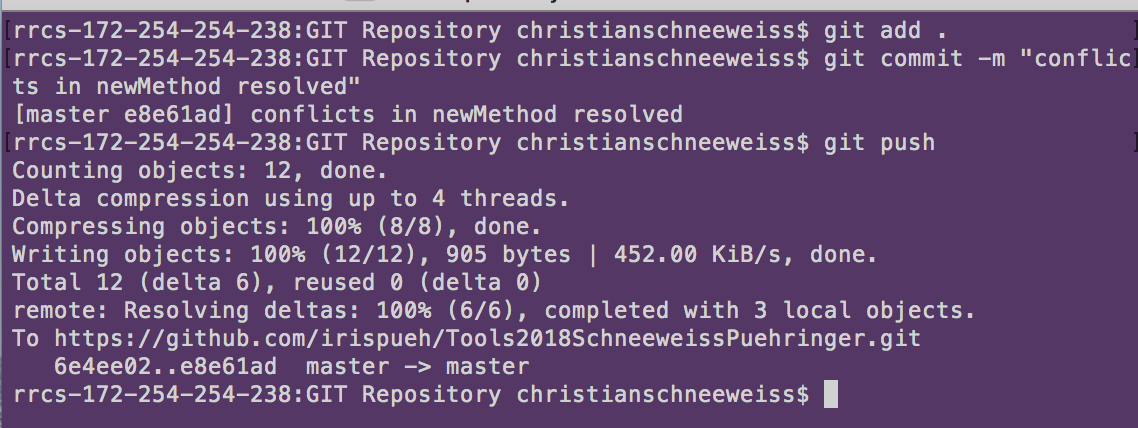 [rrcs-172-254-254-238:GIT Repository christianschneeweiss$ git add . ]
[rrcs-172-254-254-238:GIT Repository christianschneeweiss$ git commit -m "conflic]
ts in newMethod resolved"
[master e8e61ad] conflicts in newMethod resolved
[rrcs-172-254-254-238:GIT Repository christianschneeweiss$ git push ]
Counting objects: 12, done.
Delta compression using up to 4 threads.
Compressing objects: 100% (8/8), done.
Writing objects: 100% (12/12), 905 bytes | 452.00 KiB/s, done.
Total 12 (delta 6), reused 0 (delta 0)
remote: Resolving deltas: 100% (6/6), completed with 3 local objects.
To https://github.com/irispueh/Tools2018SchneeweissPuehringer.git
6e4ee02..e8e61ad master -> master
rrcs-172-254-254-238:GIT Repository christianschneeweiss$